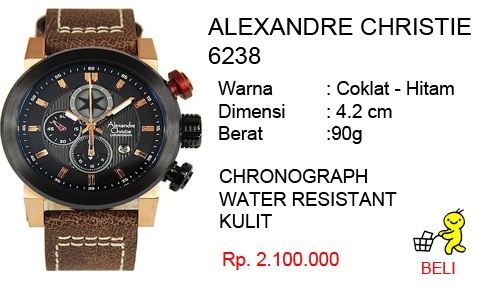 ALEXANDRE CHRISTIE
6238
Warna : Coklat - Hitam
Dimensi : 4.2 cm
Berat :90g
CHRONOGRAPH
WATER RESISTANT
KULIT
Rp. 2.100.000
BELI
Alexandre
Christie